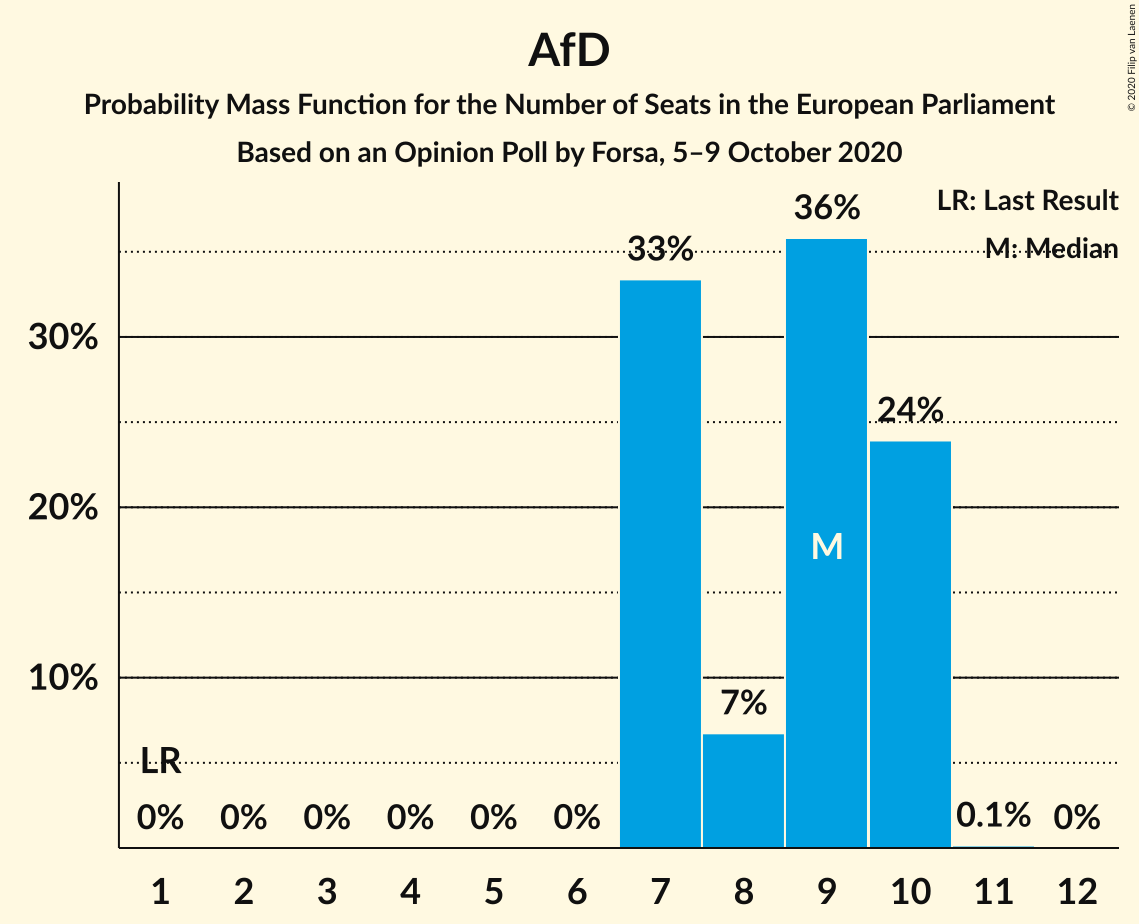 AfD
Probability Mass Function for the Number of Seats in the European Parliament
Based on an Opinion Poll by Forsa, 5–9 October 2020
© 2020 Filip van Laenen
LR: Last Result
M: Median
36%
33%
30%
24%
20%
M
10%
7%
LR
0% 0% 0% 0% 0% 0% 0.1% 0%
1 2 3 4 5 6 7 8 9 10 11 12